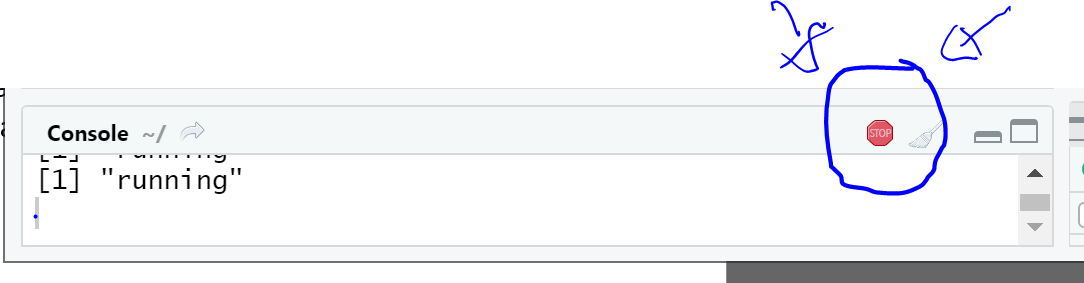 Console ~/
STOP
[1] "running"
[1] "running"